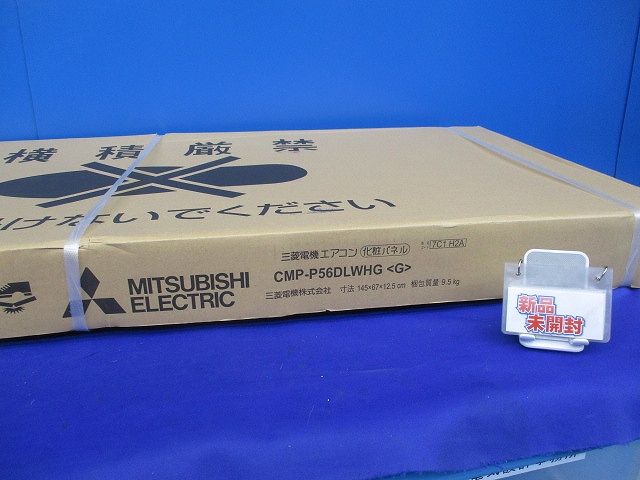 横積厳禁
けないでください
三菱電機エアコン 化粧パネル
7C1 H2A
MITSUBISHI
ELECTRIC
CMP-P56DLWHG <G>
三菱電機株式会社 寸法 145×67×12.5 cm 梱包質量 9.5 kg
新品
未開封